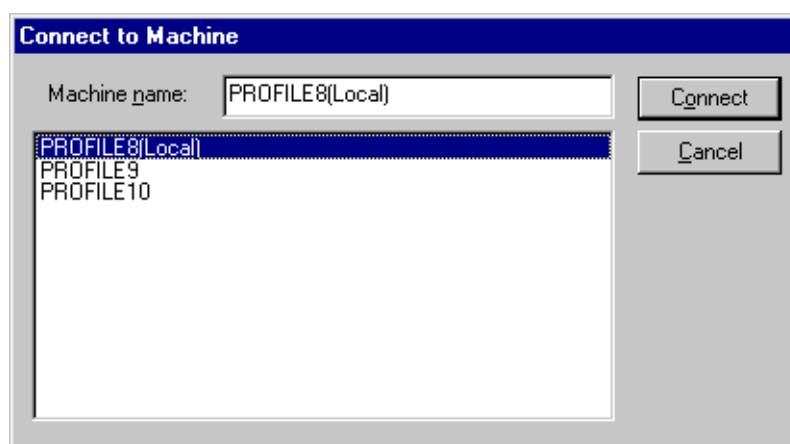 Connect to Machine
Machine name: PROFILE8(Local) Connect
PROFILE8(Local) Cancel
PROFILE9
PROFILE10